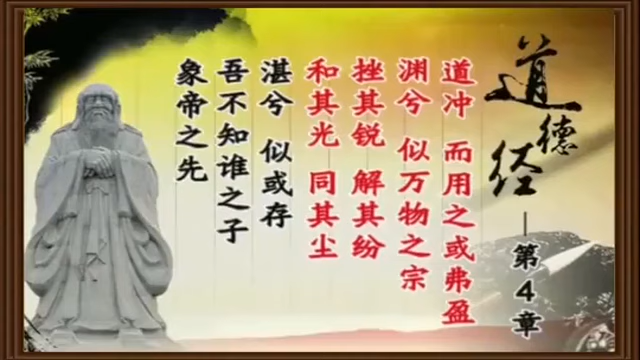 道德经
—第4章
道冲 而用之或弗盈
渊兮 似万物之宗
挫其锐 解其纷
和其光 同其尘
湛兮 似或存
吾不知谁之子
象帝之先